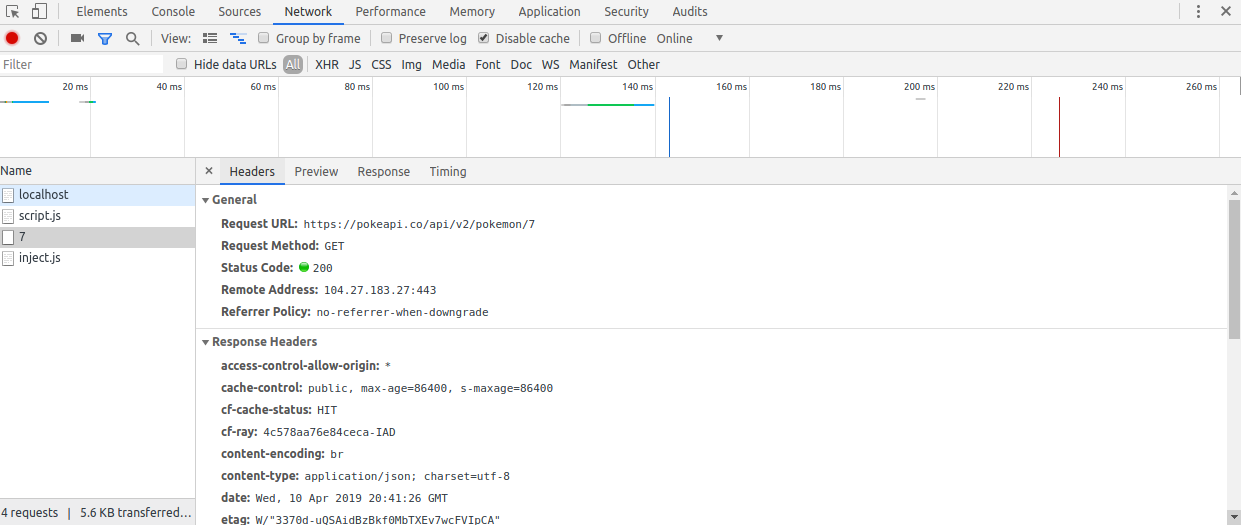 Elements Console Sources Network Performance Memory Application Security Audits
View: Group by frame Preserve log Disable cache Offline Online
Filter Hide data URLs All XHR JS CSS Img Media Font Doc WS Manifest Other
20 ms 40 ms 60 ms 80 ms 100 ms 120 ms 140 ms 160 ms 180 ms 200 ms 220 ms 240 ms 260 ms
Name
localhost
script.js
7
inject.js
4 requests | 5.6 KB transferred...
× Headers Preview Response Timing
General
Request URL: https://pokeapi.co/api/v2/pokemon/7
Request Method: GET
Status Code: 200
Remote Address: 104.27.183.27:443
Referrer Policy: no-referrer-when-downgrade
Response Headers
access-control-allow-origin: *
cache-control: public, max-age=86400, s-maxage=86400
cf-cache-status: HIT
cf-ray: 4c578aa76e84ceca-IAD
content-encoding: br
content-type: application/json; charset=utf-8
date: Wed, 10 Apr 2019 20:41:26 GMT
etag: W/"3370d-uQSAidBzBkf0MbTXEv7wcFVIpCA"